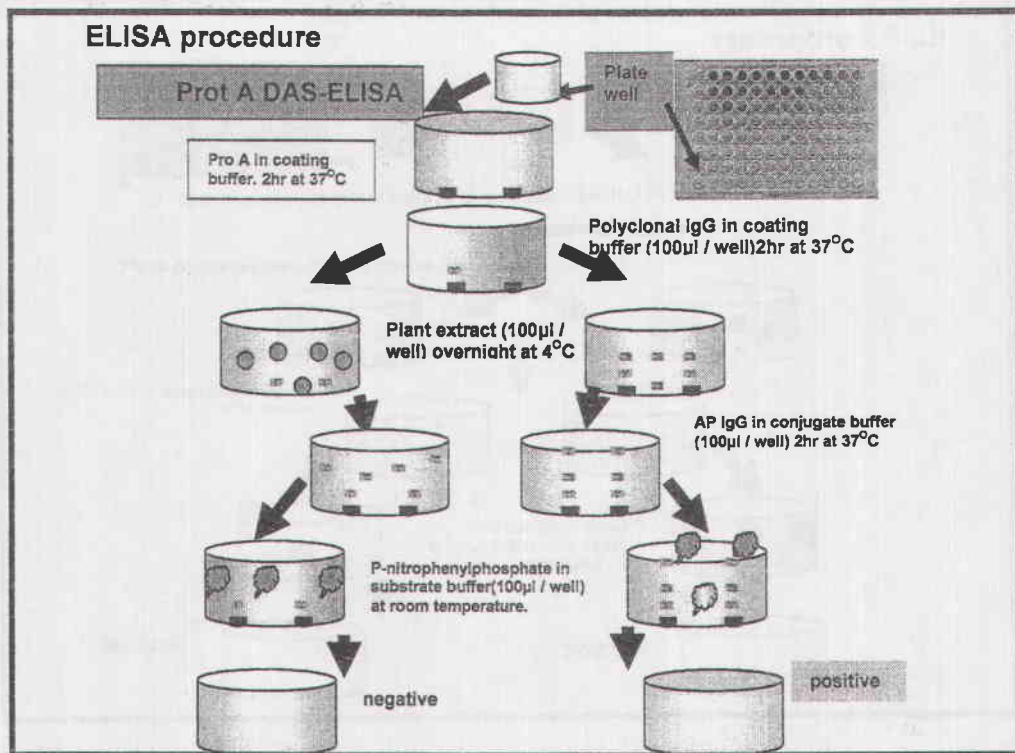 ELISA procedure
Prot A DAS-ELISA
Plate
well
Pro A in coating
buffer. 2hr at 37°C
Polyclonal IgG in coating
buffer (100µl / well)2hr at 37°C
Plant extract (100µl /
well) overnight at 4°C
AP IgG in conjugate buffer
(100µl / well) 2hr at 37°C
P-nitrophenylphosphate in
substrate buffer(100µl / well)
at room temperature.
negative
positive